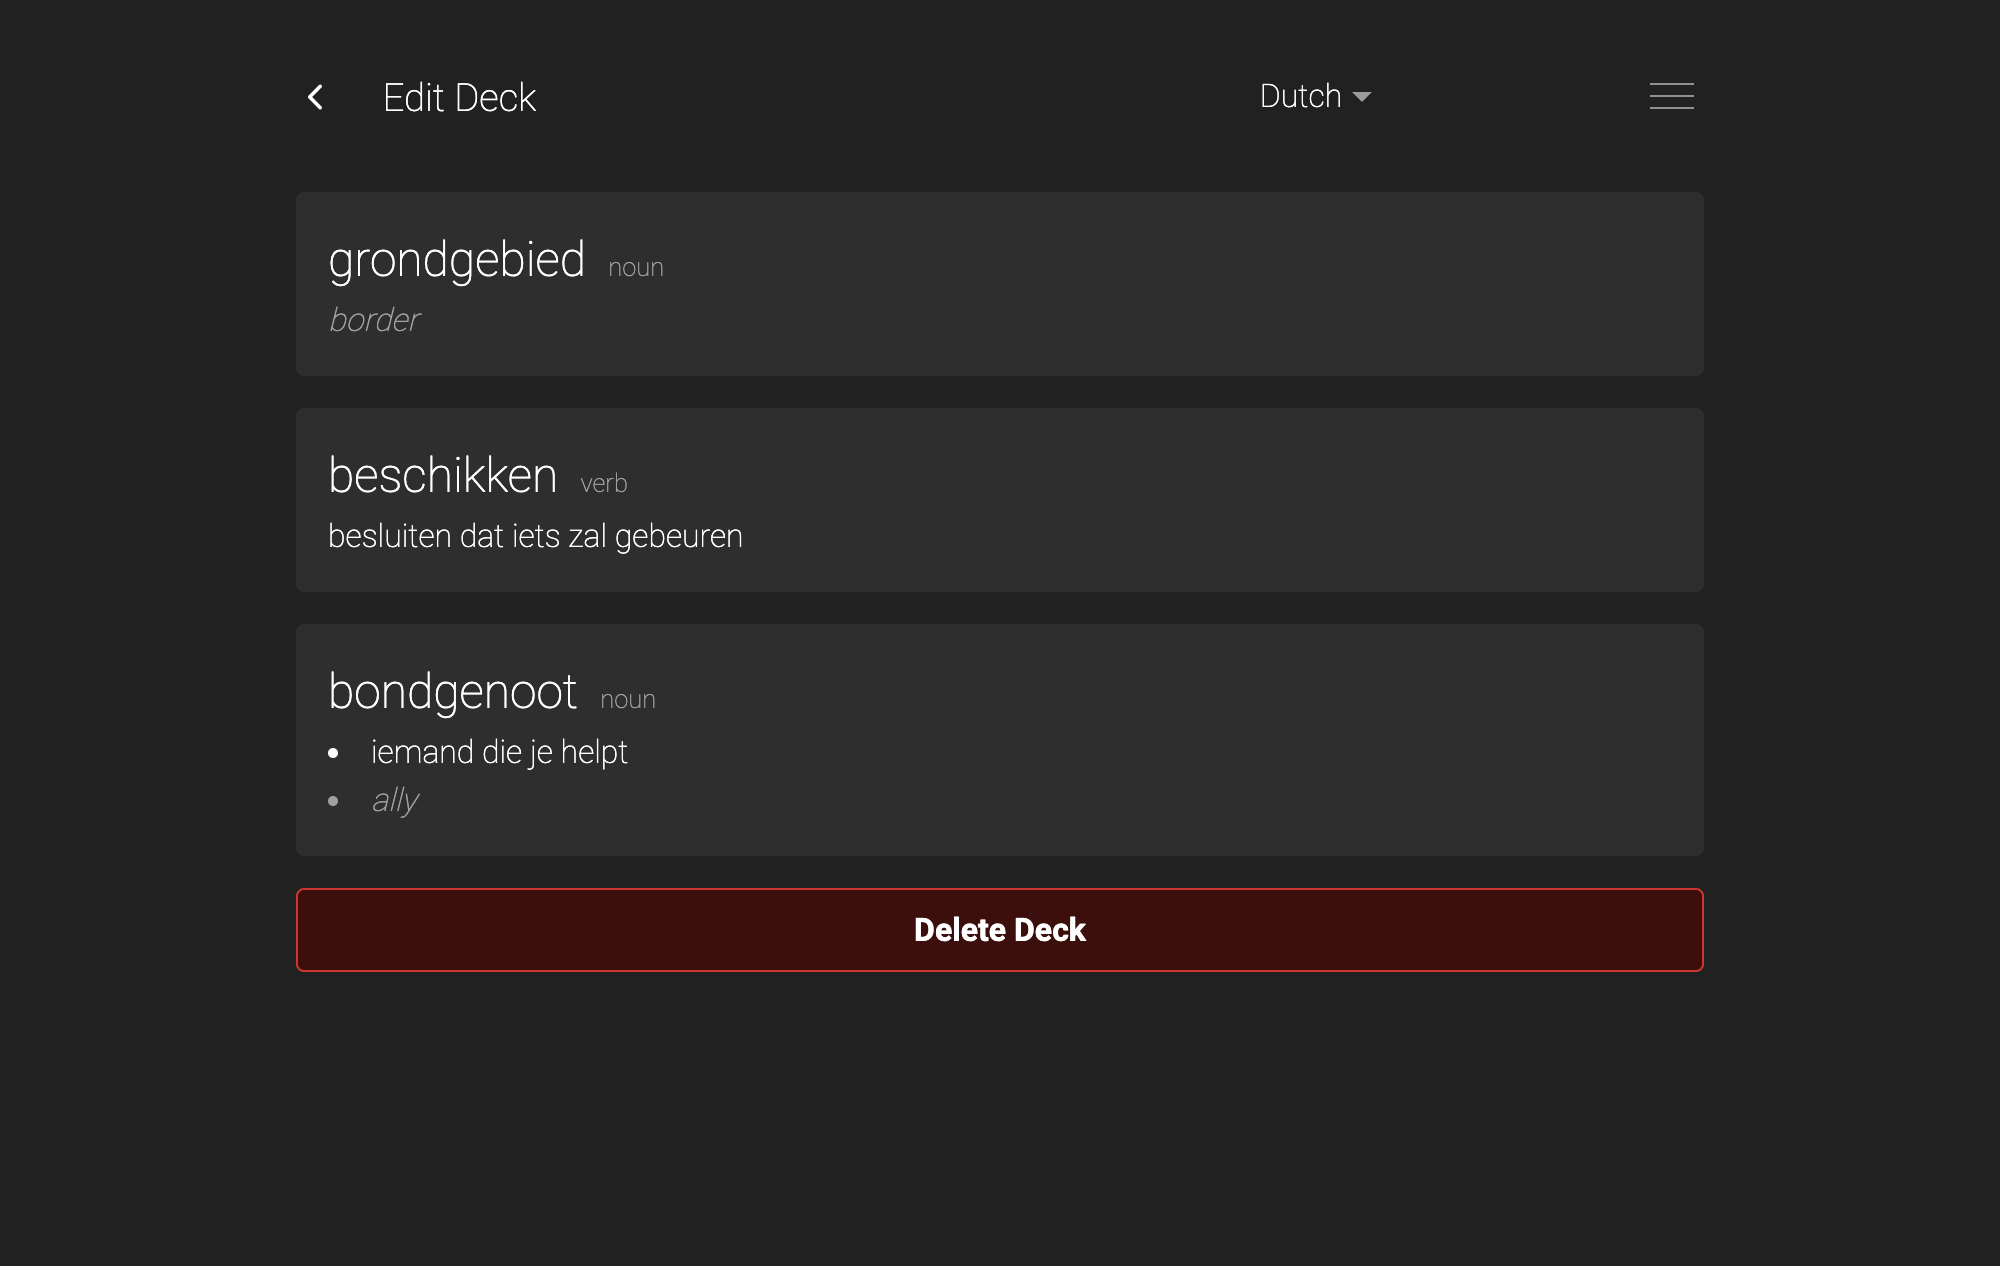 Edit Deck
Dutch
grondgebied noun
border
beschikken verb
besluiten dat iets zal gebeuren
bondgenoot noun
• iemand die je helpt
• ally
Delete Deck